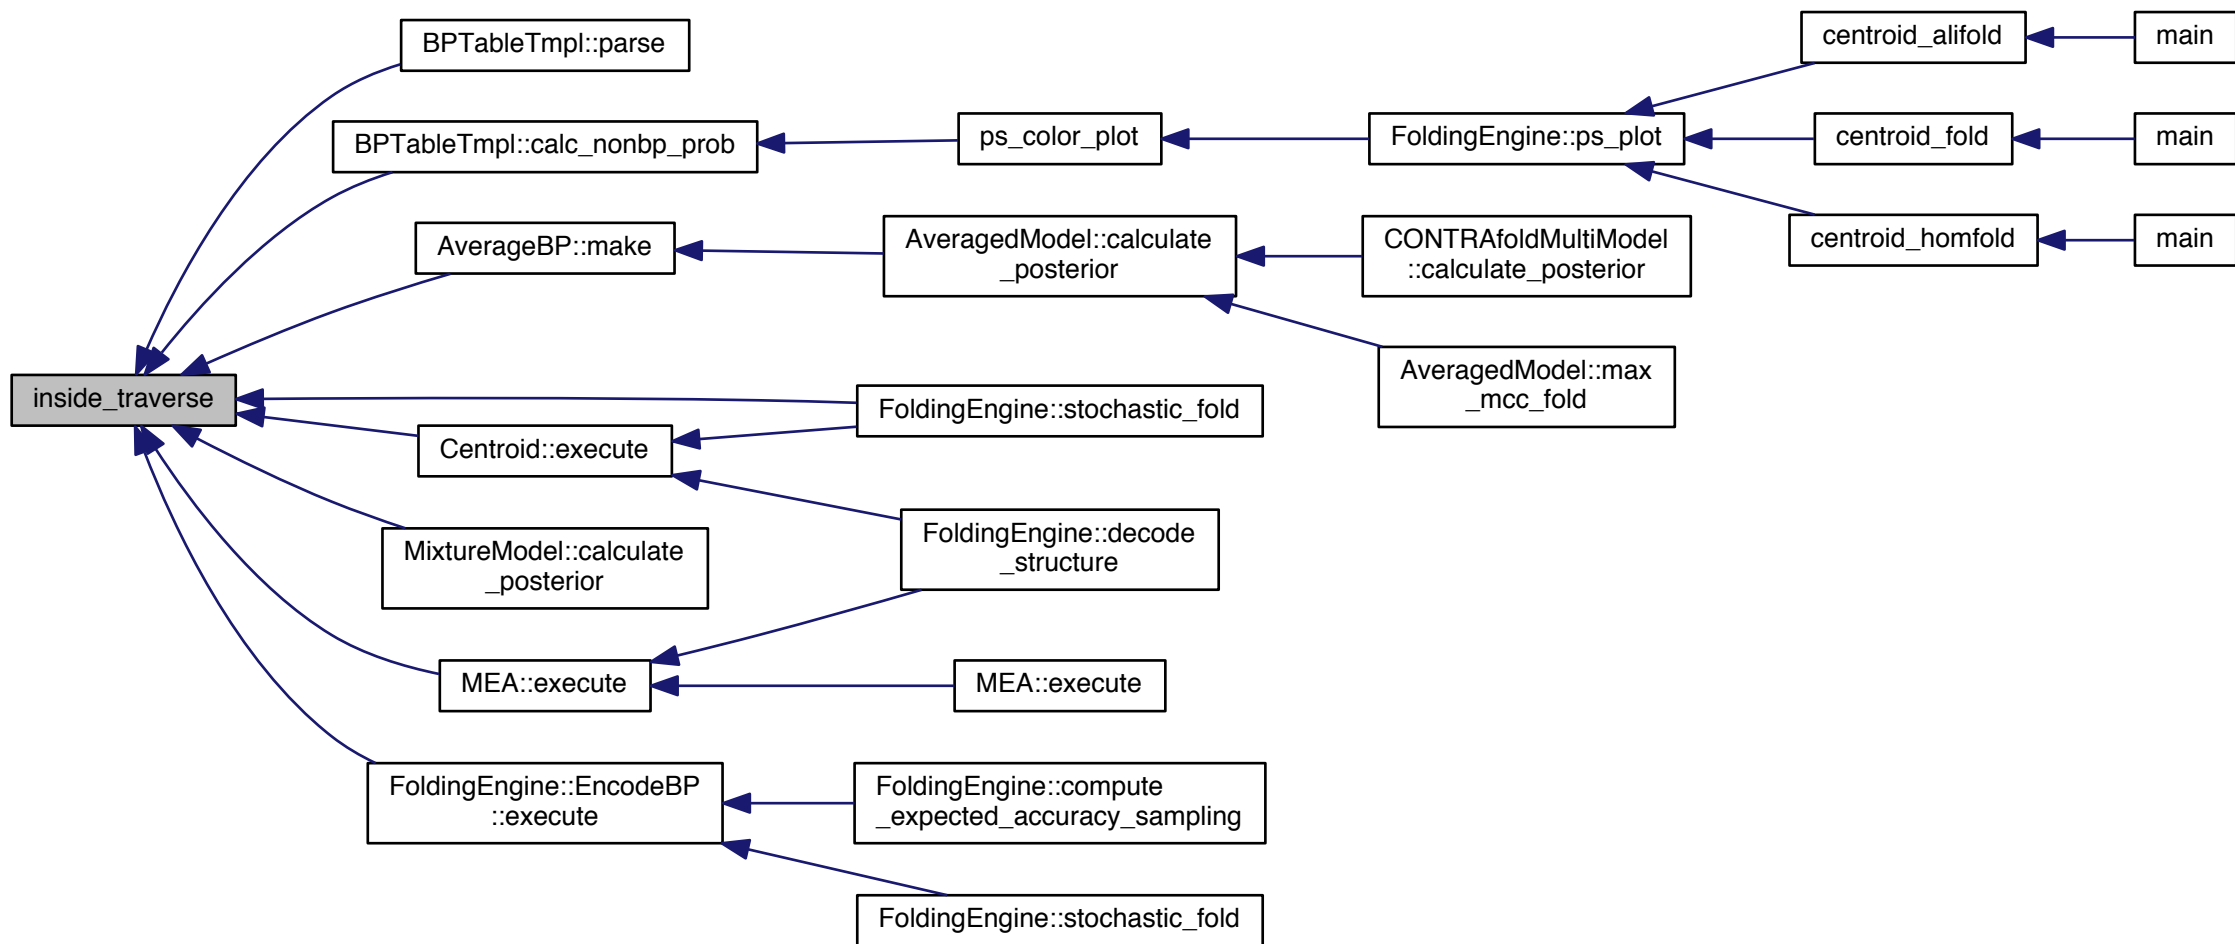 BPTableTmpl::parse
centroid_alifold
main
BPTableTmpl::calc_nonbp_prob
ps_color_plot
FoldingEngine::ps_plot
centroid_fold
main
AverageBP::make
AveragedModel::calculate
_posterior
CONTRAfoldMultiModel
::calculate_posterior
centroid_homfold
main
AveragedModel::max
_mcc_fold
inside_traverse
FoldingEngine::stochastic_fold
Centroid::execute
MixtureModel::calculate
_posterior
FoldingEngine::decode
_structure
MEA::execute
MEA::execute
FoldingEngine::EncodeBP
::execute
FoldingEngine::compute
_expected_accuracy_sampling
FoldingEngine::stochastic_fold